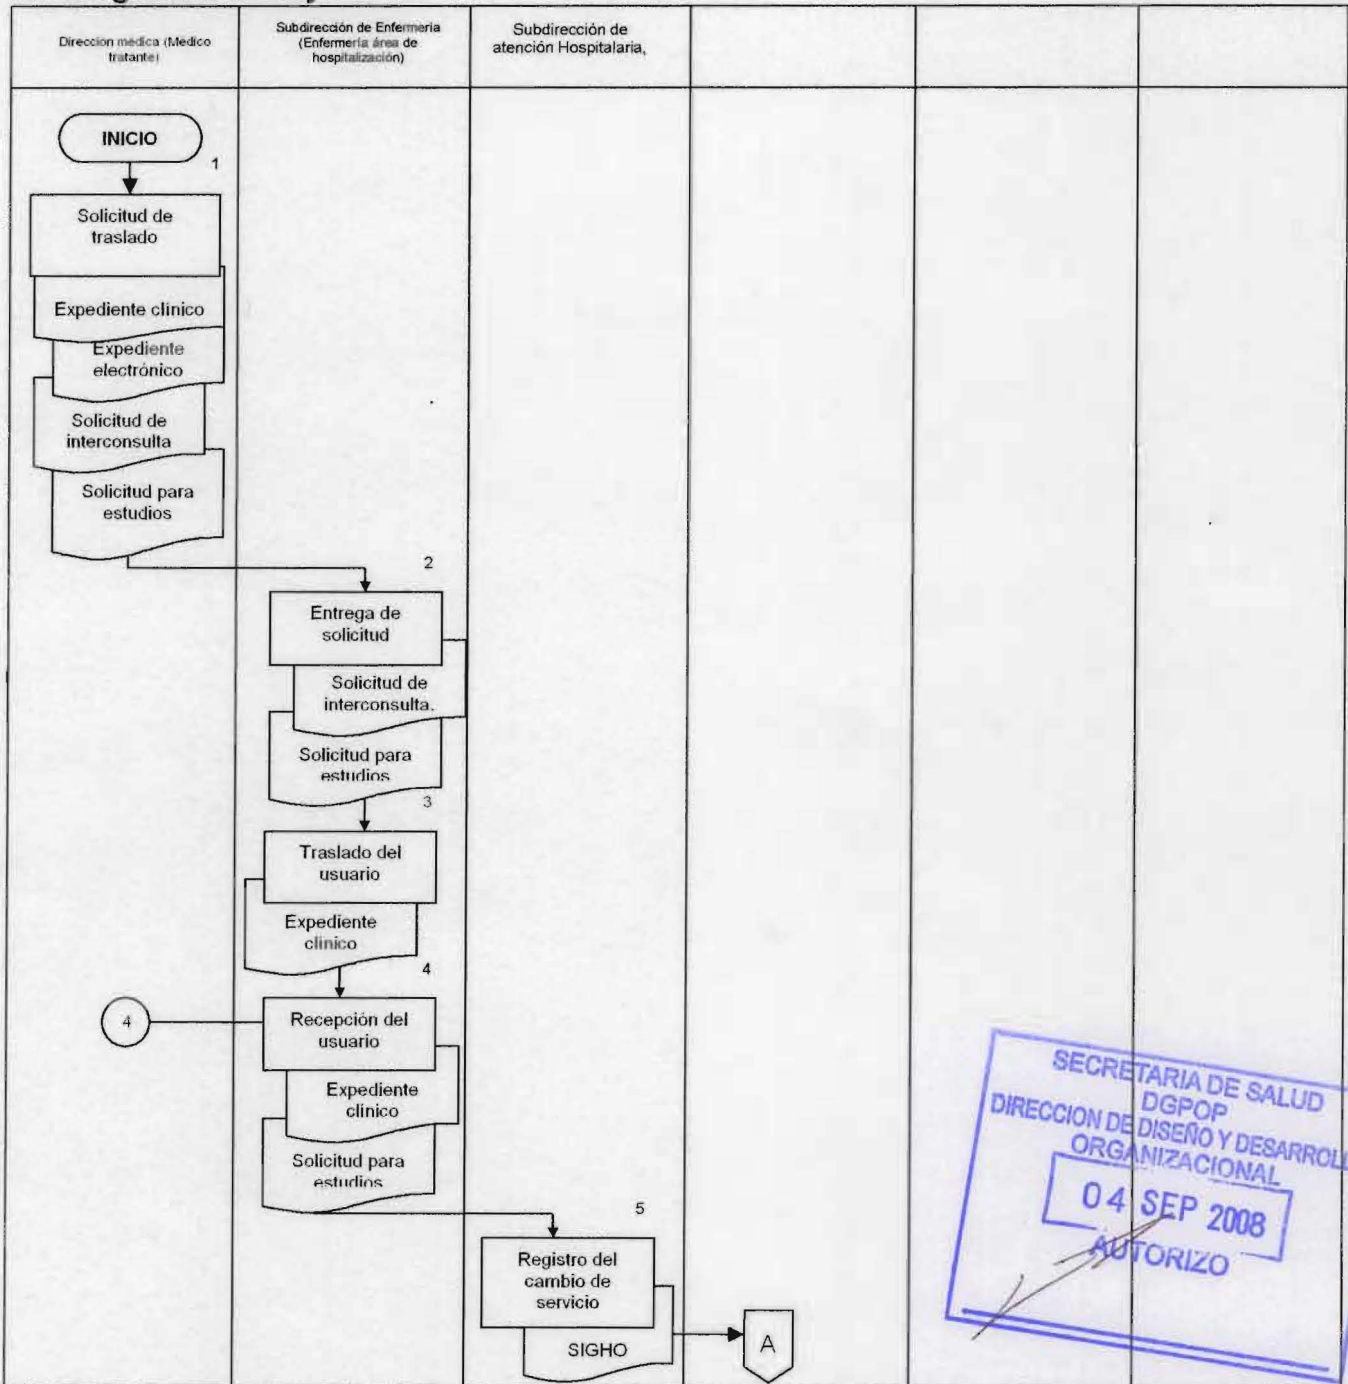 Dirección médica (Médico
tratante)
Subdirección de Enfermería
(Enfermería área de
hospitalización)
Subdirección de
atención Hospitalaria,
INICIO
1
Solicitud de
traslado
Expediente clínico
Expediente
electrónico
Solicitud de
interconsulta
Solicitud para
estudios
2
Entrega de
solicitud
Solicitud de
interconsulta.
Solicitud para
estudios
3
Traslado del
usuario
Expediente
clínico
4
4
Recepción del
usuario
Expediente
clínico
Solicitud para
estudios
5
Registro del
cambio de
servicio
SIGHO
A
SECRETARIA DE SALUD
DGPOP
DIRECCION DE DISEÑO Y DESARROLL
ORGANIZACIONAL
04 SEP 2008
AUTORIZO